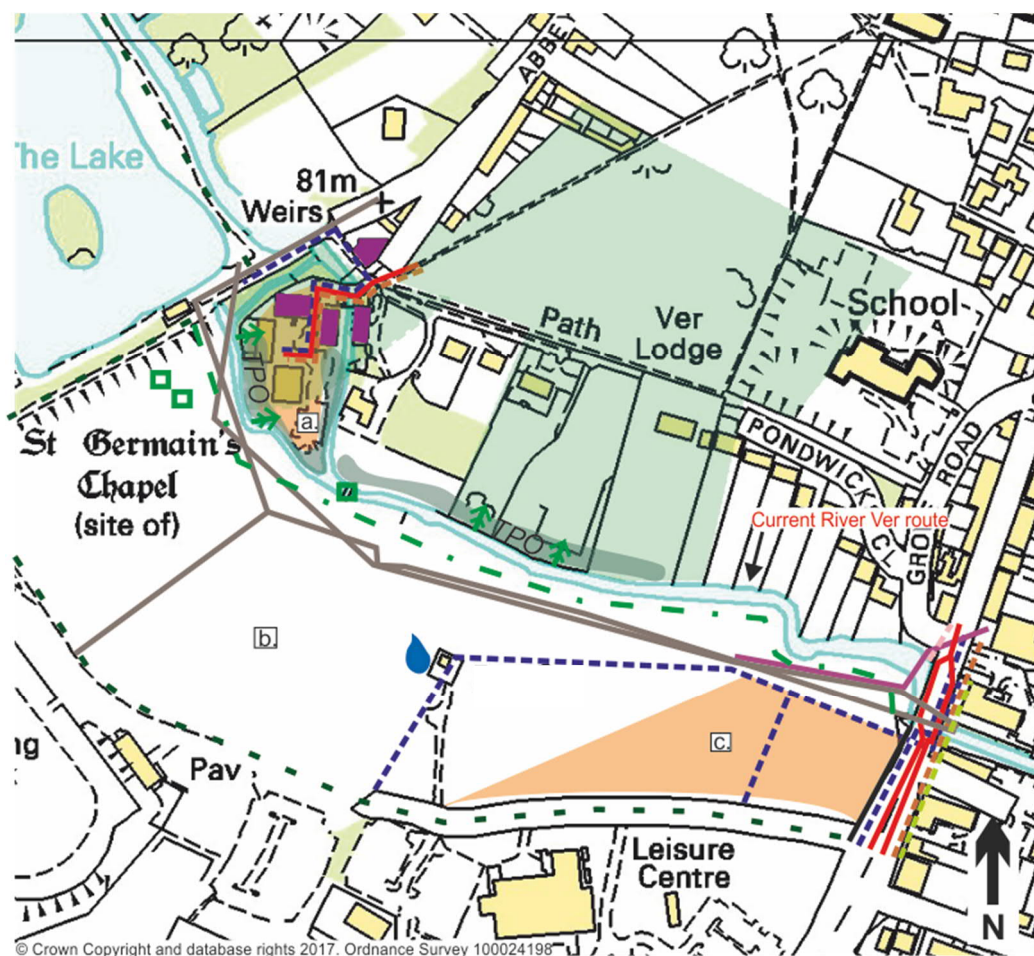 ABBE
The Lake
81m
Weirs
School
Path
Ver
Lodge
TPO
a.
St Germain's
Chapel
(site of)
PONDWICKS
CL
GROVE
ROAD
Current River Ver route
TPO
b.
c.
ng
Pav
Leisure
Centre
N
© Crown Copyright and database rights 2017. Ordnance Survey 100024198